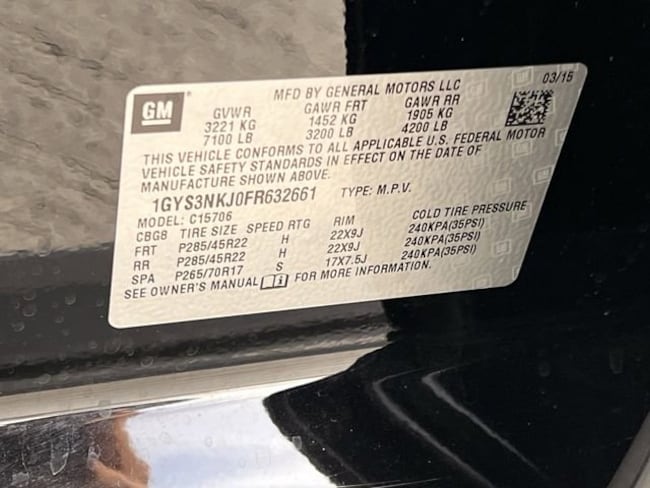 MFD BY GENERAL MOTORS LLC 03/15
GM GVWR GAWR FRT GAWR RR
3221 KG 1452 KG 1905 KG
7100 LB 3200 LB 4200 LB
THIS VEHICLE CONFORMS TO ALL APPLICABLE U.S. FEDERAL MOTOR
VEHICLE SAFETY STANDARDS IN EFFECT ON THE DATE OF
MANUFACTURE SHOWN ABOVE.
1GYS3NKJ0FR632661 TYPE: M.P.V.
MODEL: C15706
CBGB TIRE SIZE SPEED RTG RIM COLD TIRE PRESSURE
FRT P285/45R22 H 22X9J 240KPA(35PSI)
RR P285/45R22 H 22X9J 240KPA(35PSI)
SPA P265/70R17 S 17X7.5J 240KPA(35PSI)
SEE OWNER'S MANUAL FOR MORE INFORMATION.